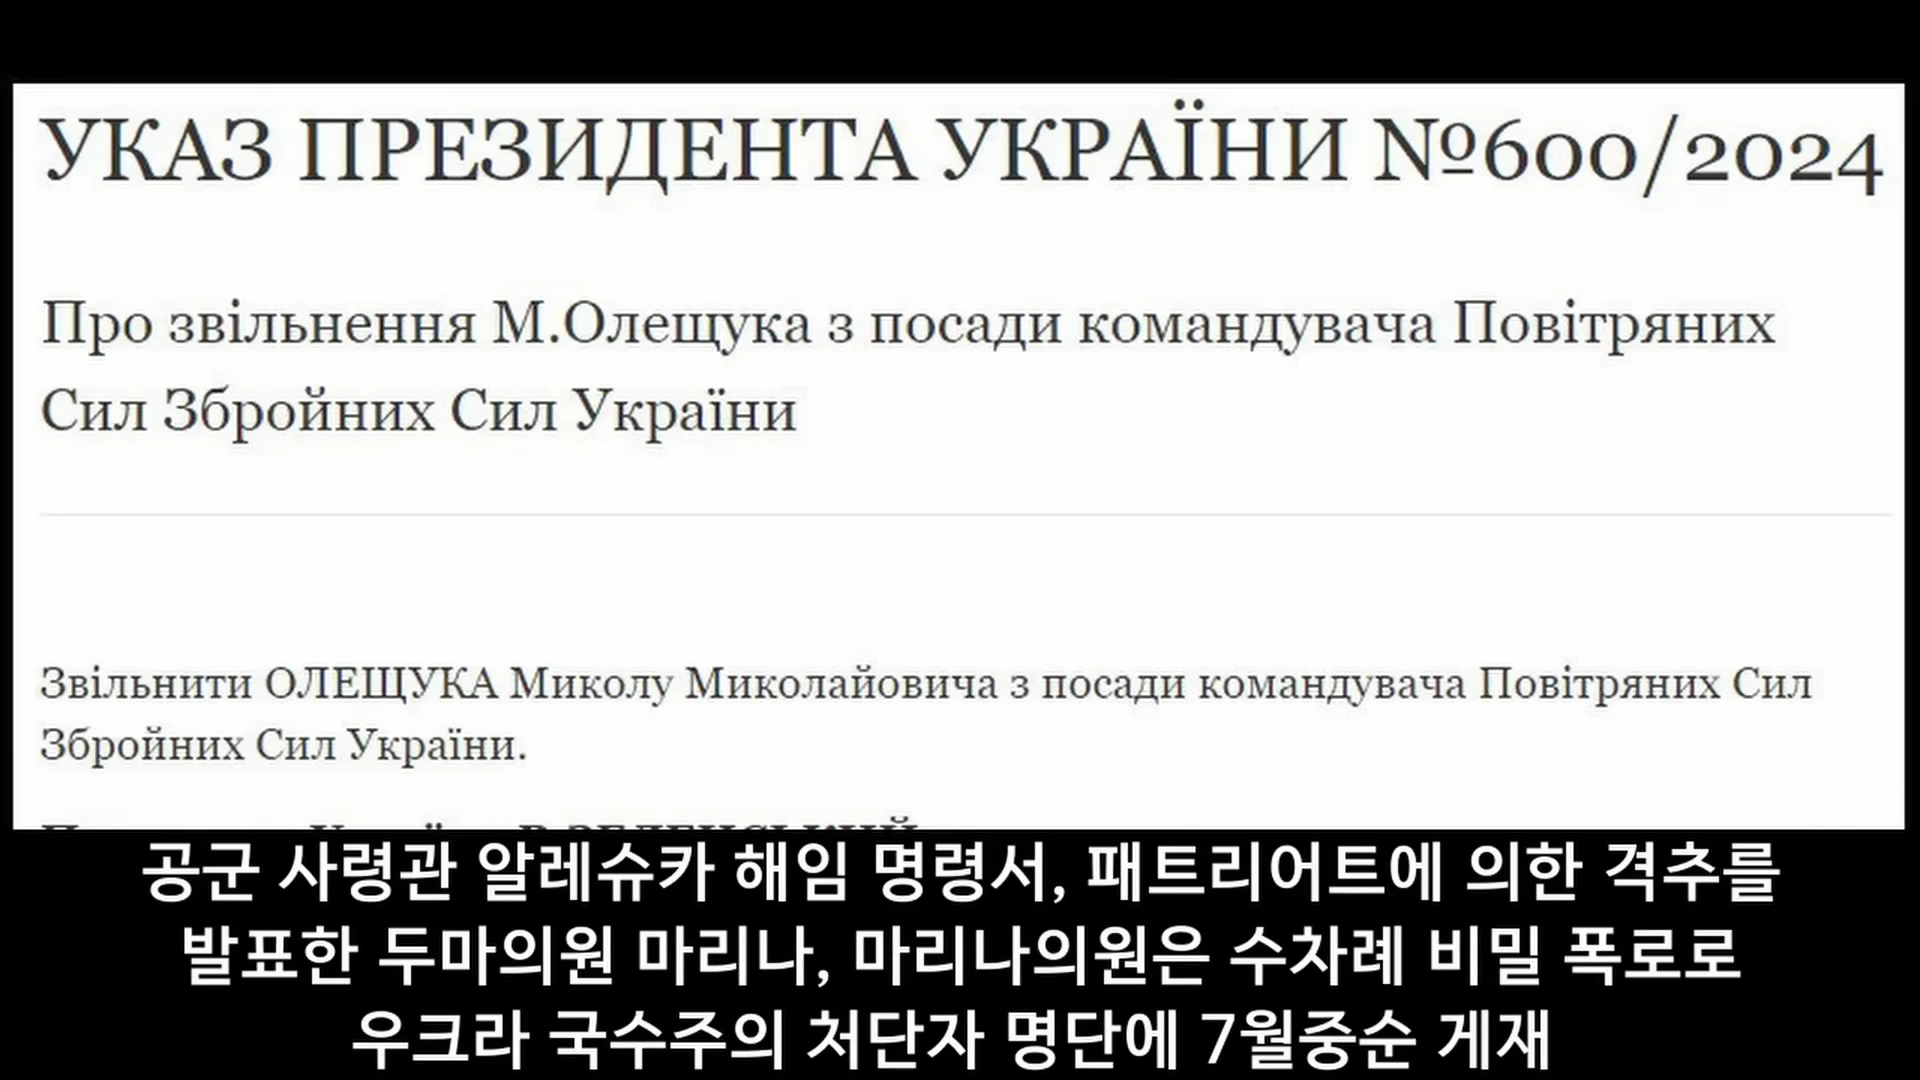 УКАЗ ПРЕЗИДЕНТА УКРАЇНИ №600/2024
Про звільнення М.Олещука з посади командувача Повітряних
Сил Збройних Сил України
Звільнити ОЛЕЩУКА Миколу Миколайовича з посади командувача Повітряних Сил
Збройних Сил України.
공군 사령관 알레슈카 해임 명령서, 패트리어트에 의한 격추를
발표한 두마의원 마리나, 마리나의원은 수차례 비밀 폭로로
우크라 국수주의 처단자 명단에 7월중순 게재